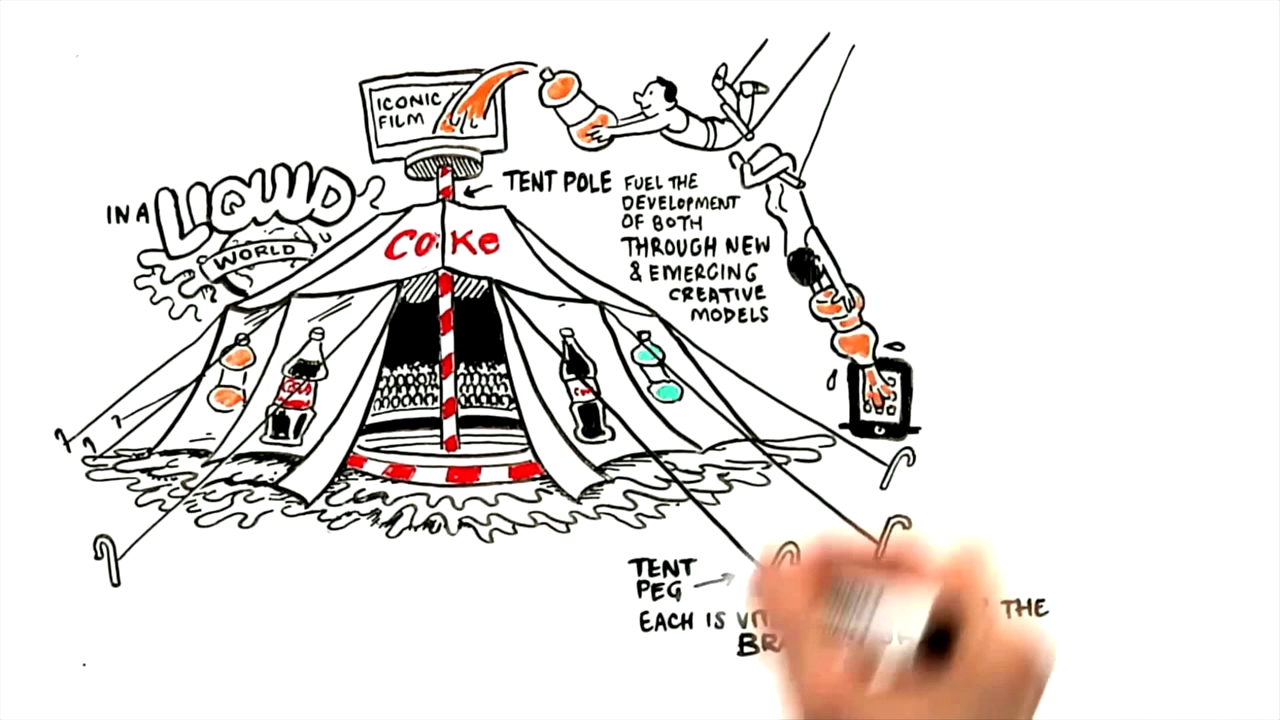 ICONIC
FILM
TENT POLE
IN A LIQUID
WORLD
FUEL THE
DEVELOPMENT
OF BOTH
THROUGH NEW
& EMERGING
CREATIVE
MODELS
Coke
TENT
PEG
EACH IS THE